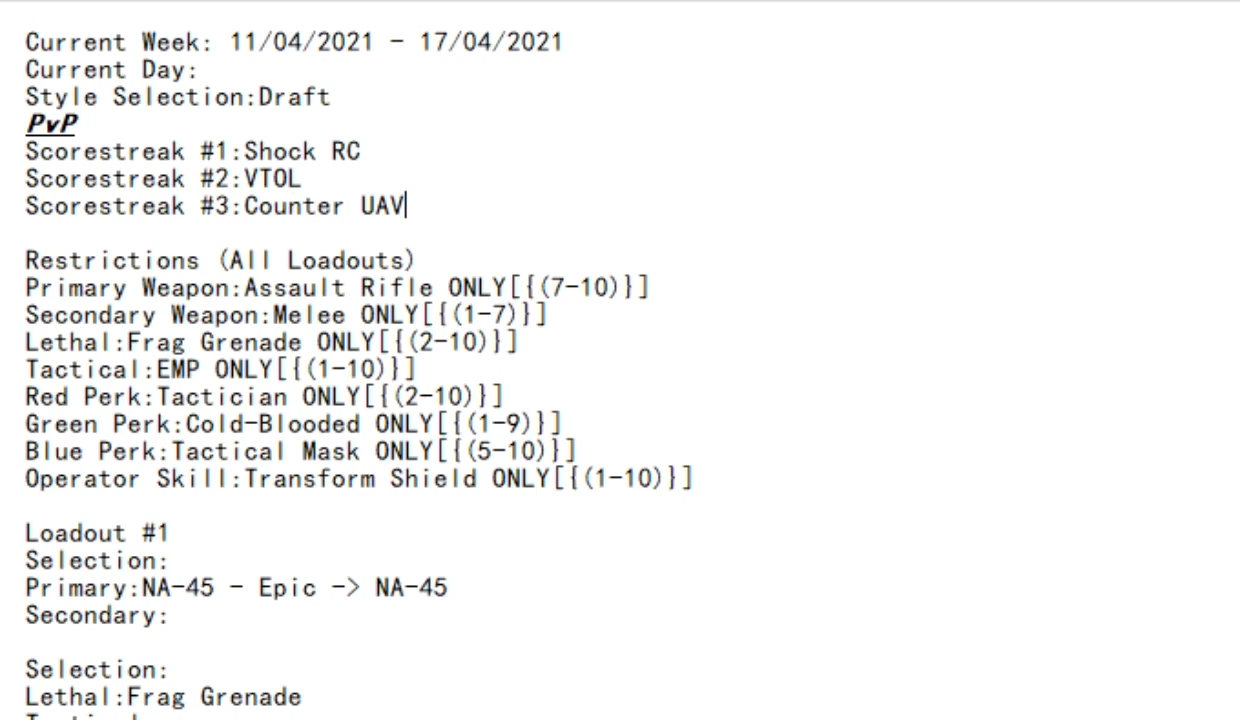 Current Week: 11/04/2021 - 17/04/2021
Current Day:
Style Selection:Draft
PvP
Scorestreak #1:Shock RC
Scorestreak #2:VTOL
Scorestreak #3:Counter UAV
Restrictions (All Loadouts)
Primary Weapon:Assault Rifle ONLY[{(7-10)}]
Secondary Weapon:Melee ONLY[{(1-7)}]
Lethal:Frag Grenade ONLY[{(2-10)}]
Tactical:EMP ONLY[{(1-10)}]
Red Perk:Tactician ONLY[{(2-10)}]
Green Perk:Cold-Blooded ONLY[{(1-9)}]
Blue Perk:Tactical Mask ONLY[{(5-10)}]
Operator Skill:Transform Shield ONLY[{(1-10)}]
Loadout #1
Selection:
Primary:NA-45 - Epic -> NA-45
Secondary:
Selection:
Lethal:Frag Grenade